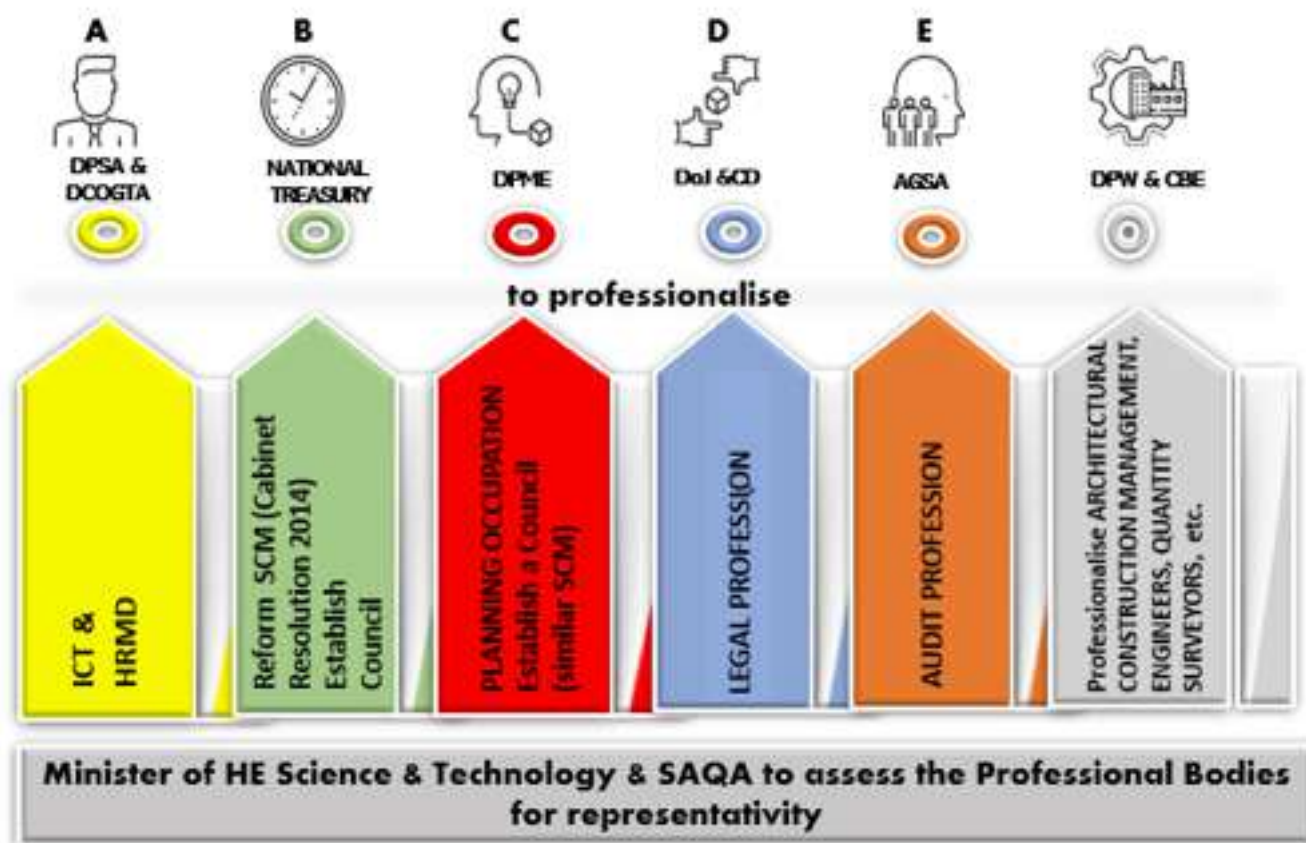 A
B
C
D
E
DPSA &
DCOGTA
NATIONAL
TREASURY
DPME
DoJ &CD
AGSA
DPW & CBE
to professionalise
ICT &
HRMD
Reform SCM (Cabinet
Resolution 2014)
Establish
Council
PLANNING OCCUPATION
Establish a Council
(similar SCM)
LEGAL PROFESSION
AUDIT PROFESSION
Professionalise ARCHITECTURAL
CONSTRUCTION MANAGEMENT,
ENGINEERS, QUANTITY
SURVEYORS, etc.
Minister of HE Science & Technology & SAQA to assess the Professional Bodies
for representativity